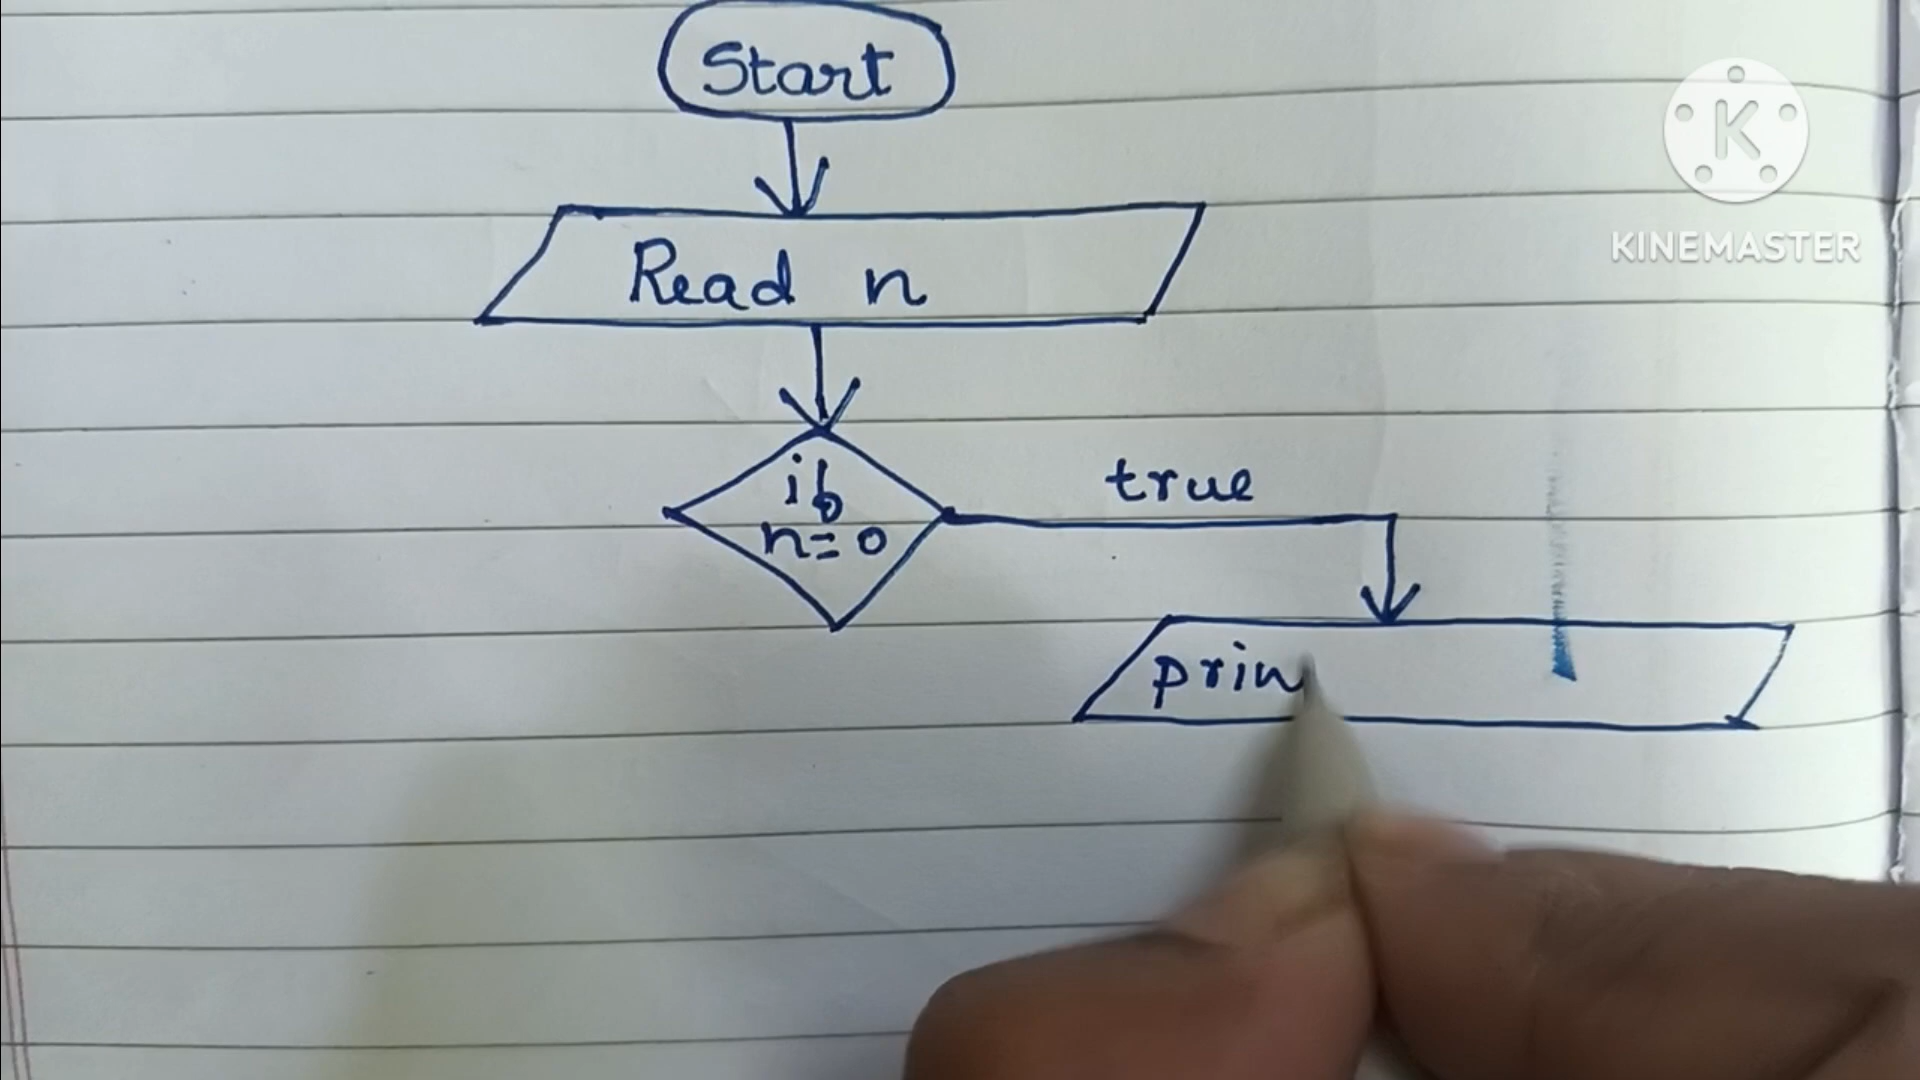 Start
K
KINEMASTER
Read n
true
if
n=0
prin